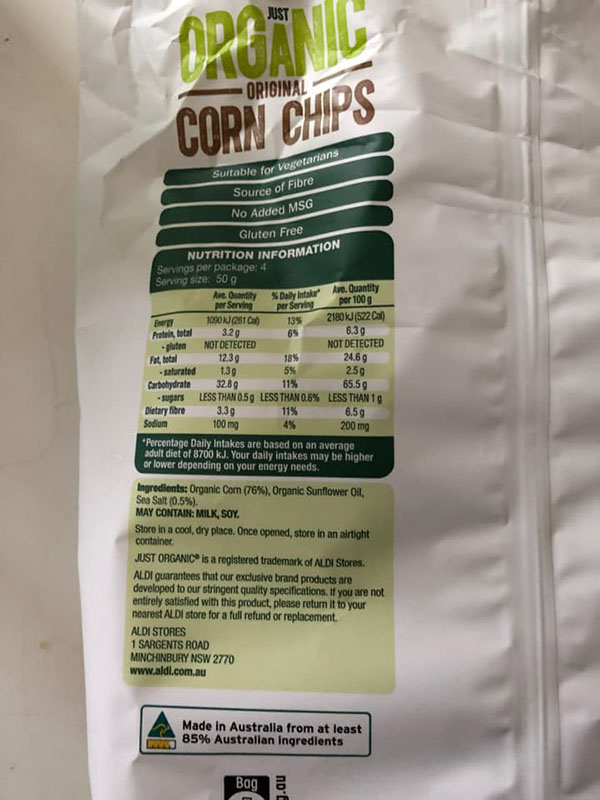 JUST
ORGANIC
ORIGINAL
CORN CHIPS
Suitable for Vegetarians
Source of Fibre
No Added MSG
Gluten Free
NUTRITION INFORMATION
Servings per package: 4
Serving size: 50 g
Ave. Quantity per Serving % Daily Intake* per Serving Ave. Quantity per 100 g
Energy 1090 kJ (261 Cal) 13% 2180 kJ (522 Cal)
Protein, total 3.2 g 6% 6.3 g
- gluten NOT DETECTED NOT DETECTED
Fat, total 12.3 g 18% 24.6 g
- saturated 1.3 g 5% 2.5 g
Carbohydrate 32.8 g 11% 65.5 g
- sugars LESS THAN 0.5 g LESS THAN 0.6% LESS THAN 1 g
Dietary fibre 3.3 g 11% 6.5 g
Sodium 100 mg 4% 200 mg
*Percentage Daily Intakes are based on an average
adult diet of 8700 kJ. Your daily intakes may be higher
or lower depending on your energy needs.
Ingredients: Organic Corn (76%), Organic Sunflower Oil,
Sea Salt (0.5%).
MAY CONTAIN: MILK, SOY.
Store in a cool, dry place. Once opened, store in an airtight
container.
JUST ORGANIC® is a registered trademark of ALDI Stores.
ALDI guarantees that our exclusive brand products are
developed to our stringent quality specifications. If you are not
entirely satisfied with this product, please return it to your
nearest ALDI store for a full refund or replacement.
ALDI STORES
1 SARGENTS ROAD
MINCHINBURY NSW 2770
www.aldi.com.au
Made in Australia from at least
85% Australian ingredients
Bag